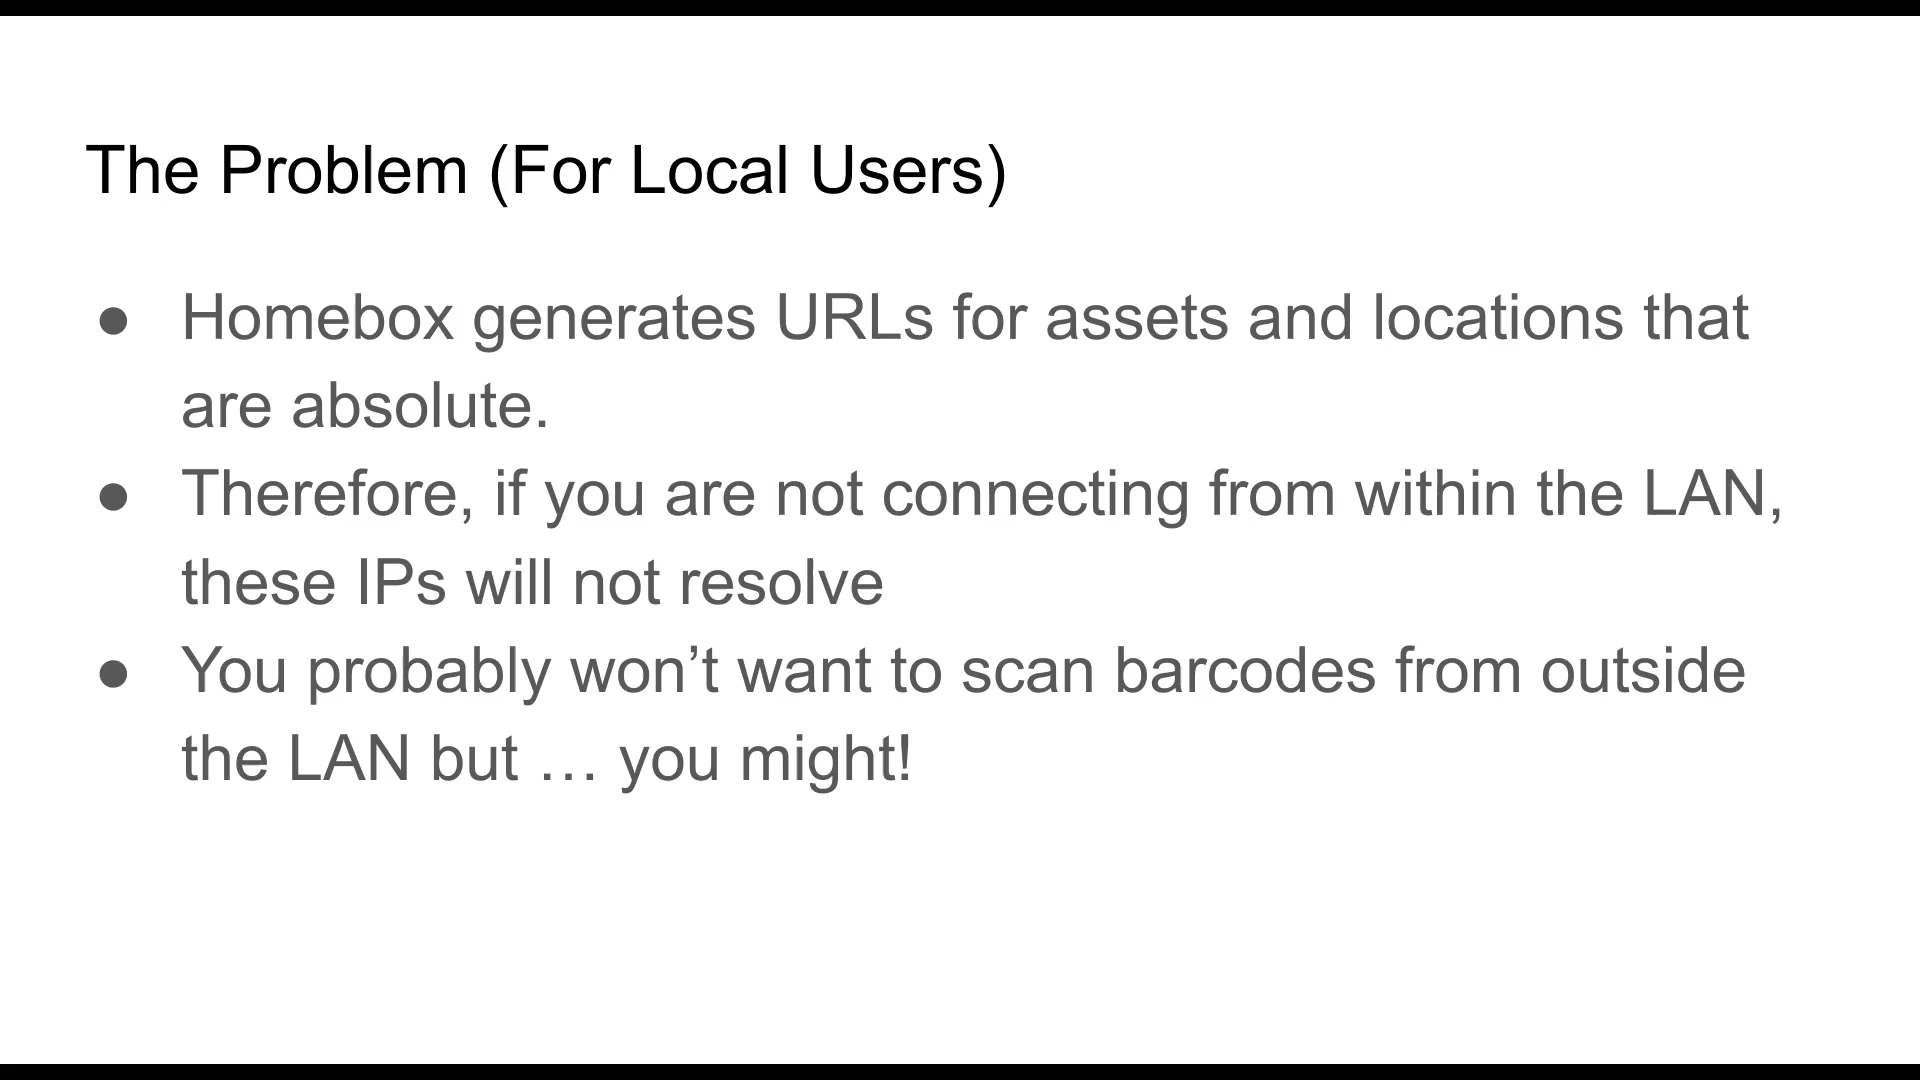 The Problem (For Local Users)
● Homebox generates URLs for assets and locations that
are absolute.
● Therefore, if you are not connecting from within the LAN,
these IPs will not resolve
● You probably won’t want to scan barcodes from outside
the LAN but … you might!